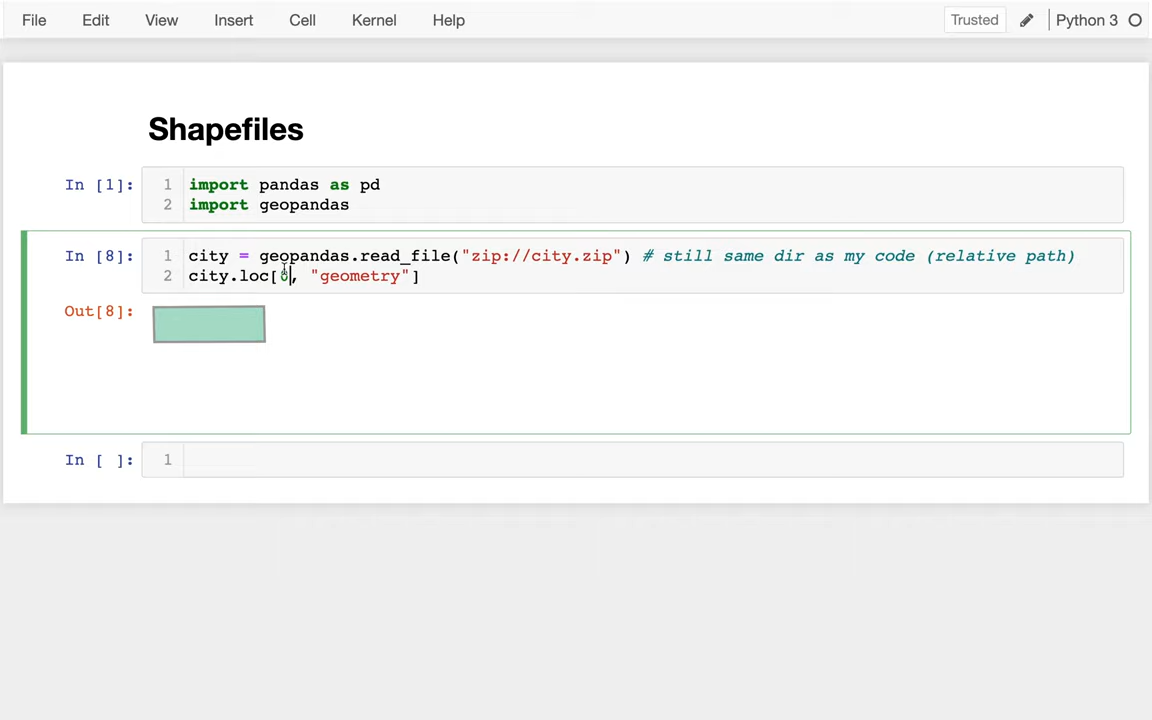 File Edit View Insert Cell Kernel Help Trusted Python 3
Shapefiles
In [1]: 1 import pandas as pd
2 import geopandas
In [8]: 1 city = geopandas.read_file("zip://city.zip") # still same dir as my code (relative path)
2 city.loc[0, "geometry"]
Out[8]:
In [ ]: 1